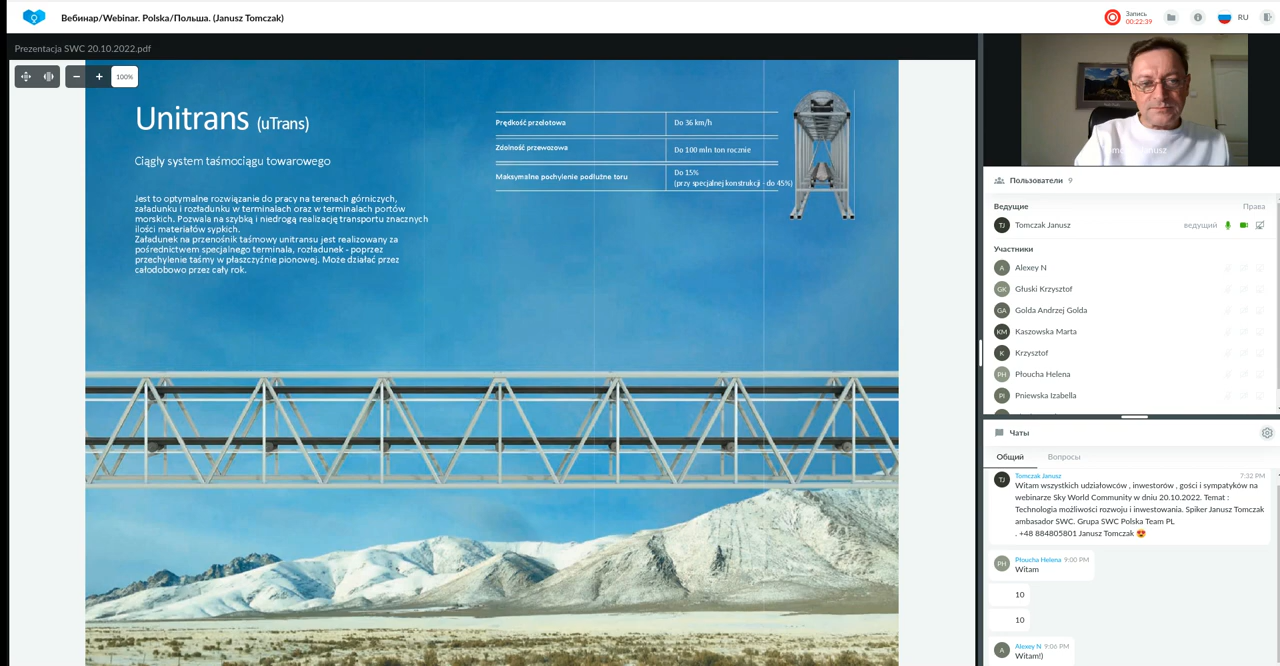 Вебинар/Webinar. Polska/Польша. (Janusz Tomczak)
Запись
00:22:39
RU
Prezentacja SWC 20.10.2022.pdf
100%
Unitrans (uTrans)
Ciągły system taśmociągu towarowego
Jest to optymalne rozwiązanie do pracy na terenach górniczych,
załadunku i rozładunku w terminalach oraz w terminalach portów
morskich. Pozwala na szybką i niedrogą realizację transportu znacznych
ilości materiałów sypkich.
Załadunek na przenośnik taśmowy unitransu jest realizowany za
pośrednictwem specjalnego terminala, rozładunek - poprzez
przechylenie taśmy w płaszczyźnie pionowej. Może działać przez
całodobowo przez cały rok.
Prędkość przelotowa
Do 36 km/h
Zdolność przewozowa
Do 100 mln ton rocznie
Maksymalne pochylenie podłużne toru
Do 15%
(przy specjalnej konstrukcji - do 45%)
Пользователи 9
Ведущие
Права
TJ Tomczak Janusz ведущий
Участники
A Alexey N
GK Głuski Krzysztof
GA Golda Andrzej Golda
KM Kaszowska Marta
K Krzysztof
PH Płoucha Helena
PI Pniewska Izabella
Чаты
Общий Вопросы
TJ Tomczak Janusz 7:32 PM
Witam wszystkich udziałowców , inwestorów , gosci i sympatyków na
webinarze Sky World Community w dniu 20.10.2022. Temat :
Technologia możliwości rozwoju i inwestowania. Spiker Janusz Tomczak
ambasador SWC. Grupa SWC Polska Team PL
. +48 884805801 Janusz Tomczak 😍
PH Płoucha Helena 9:00 PM
Witam
10
10
A Alexey N 9:06 PM
Witam!)